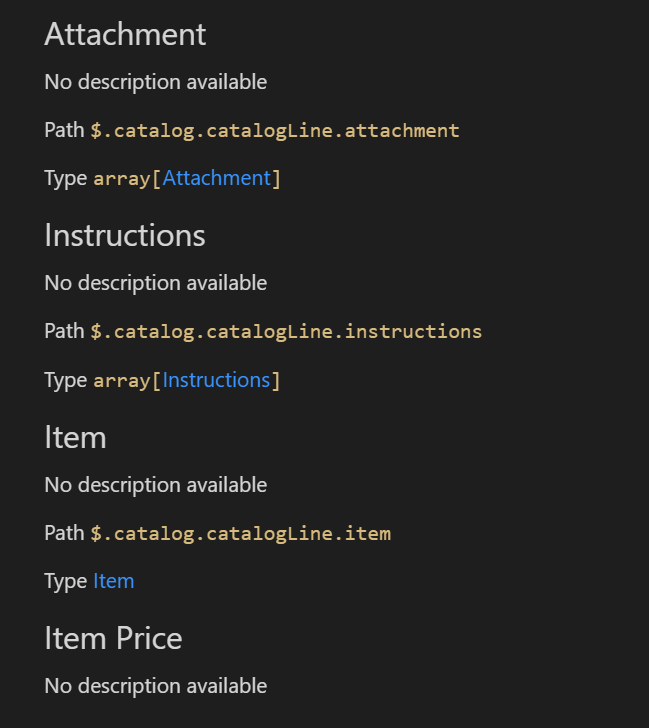 Attachment
No description available
Path $.catalog.catalogLine.attachment
Type array[Attachment]
Instructions
No description available
Path $.catalog.catalogLine.instructions
Type array[Instructions]
Item
No description available
Path $.catalog.catalogLine.item
Type Item
Item Price
No description available